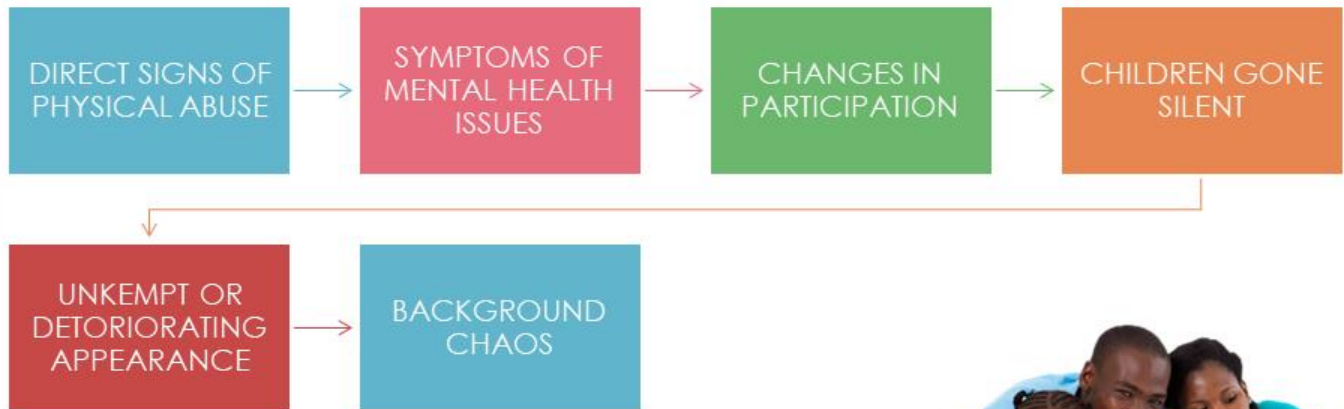 DIRECT SIGNS OF
PHYSICAL ABUSE
SYMPTOMS OF
MENTAL HEALTH
ISSUES
CHANGES IN
PARTICIPATION
CHILDREN GONE
SILENT
UNKEMPT OR
DETORIORATING
APPEARANCE
BACKGROUND
CHAOS